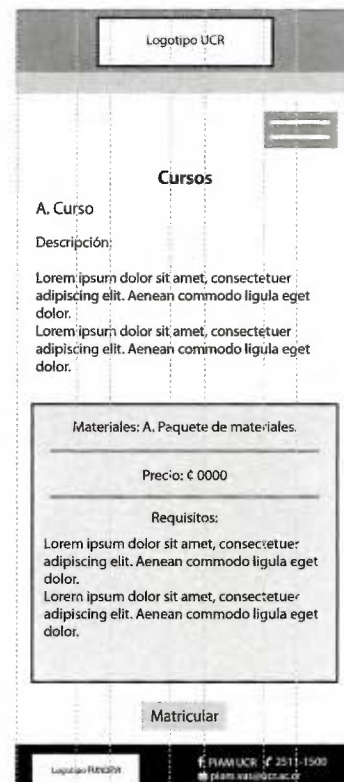 Logotipo UCR
Cursos
A. Curso
Descripción:
Lorem ipsum dolor sit amet, consectetuer
adipiscing elit. Aenean commodo ligula eget
dolor.
Lorem ipsum dolor sit amet, consectetuer
adipiscing elit. Aenean commodo ligula eget
dolor.
Materiales: A. Paquete de materiales.
Precio: ¢ 0000
Requisitos:
Lorem ipsum dolor sit amet, consectetuer
adipiscing elit. Aenean commodo ligula eget
dolor.
Lorem ipsum dolor sit amet, consectetuer
adipiscing elit. Aenean commodo ligula eget
dolor.
Matricular
Logotipo
PIAM UCR 2511-1500